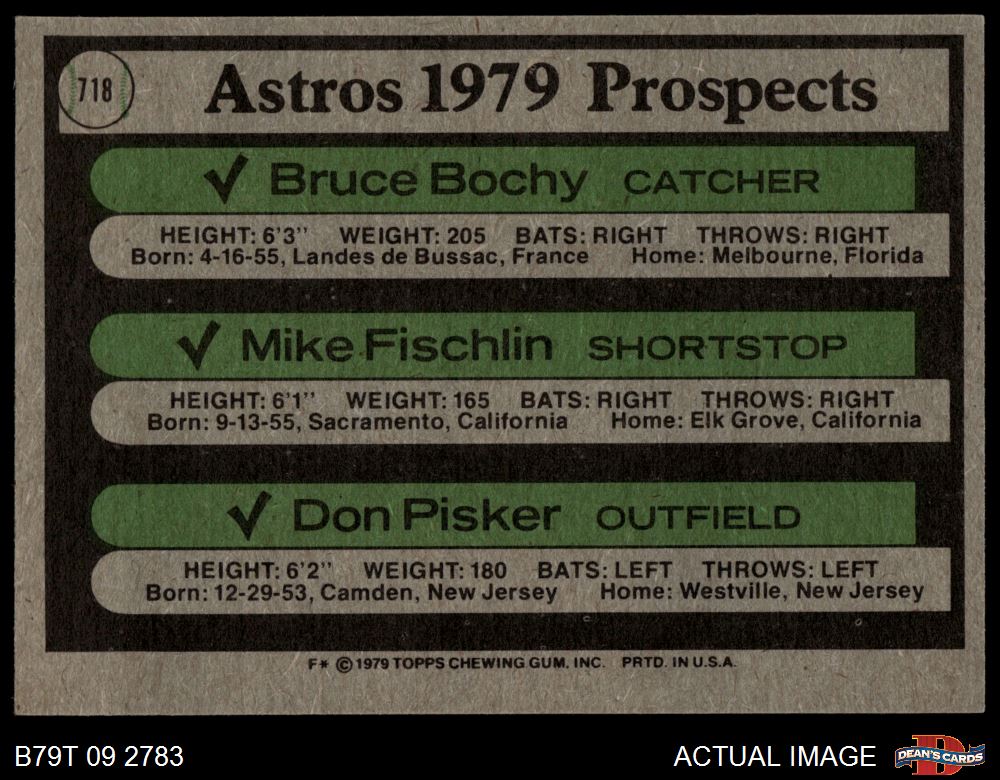 718
Astros 1979 Prospects
✓ Bruce Bochy CATCHER
HEIGHT: 6'3" WEIGHT: 205 BATS: RIGHT THROWS: RIGHT
Born: 4-16-55, Landes de Bussac, France Home: Melbourne, Florida
✓ Mike Fischlin SHORTSTOP
HEIGHT: 6'1" WEIGHT: 165 BATS: RIGHT THROWS: RIGHT
Born: 9-13-55, Sacramento, California Home: Elk Grove, California
✓ Don Pisker OUTFIELD
HEIGHT: 6'2" WEIGHT: 180 BATS: LEFT THROWS: LEFT
Born: 12-29-53, Camden, New Jersey Home: Westville, New Jersey
F* © 1979 TOPPS CHEWING GUM, INC. PRTD. IN U.S.A.
B79T 09 2783
ACTUAL IMAGE
D
DEAN'S CARDS